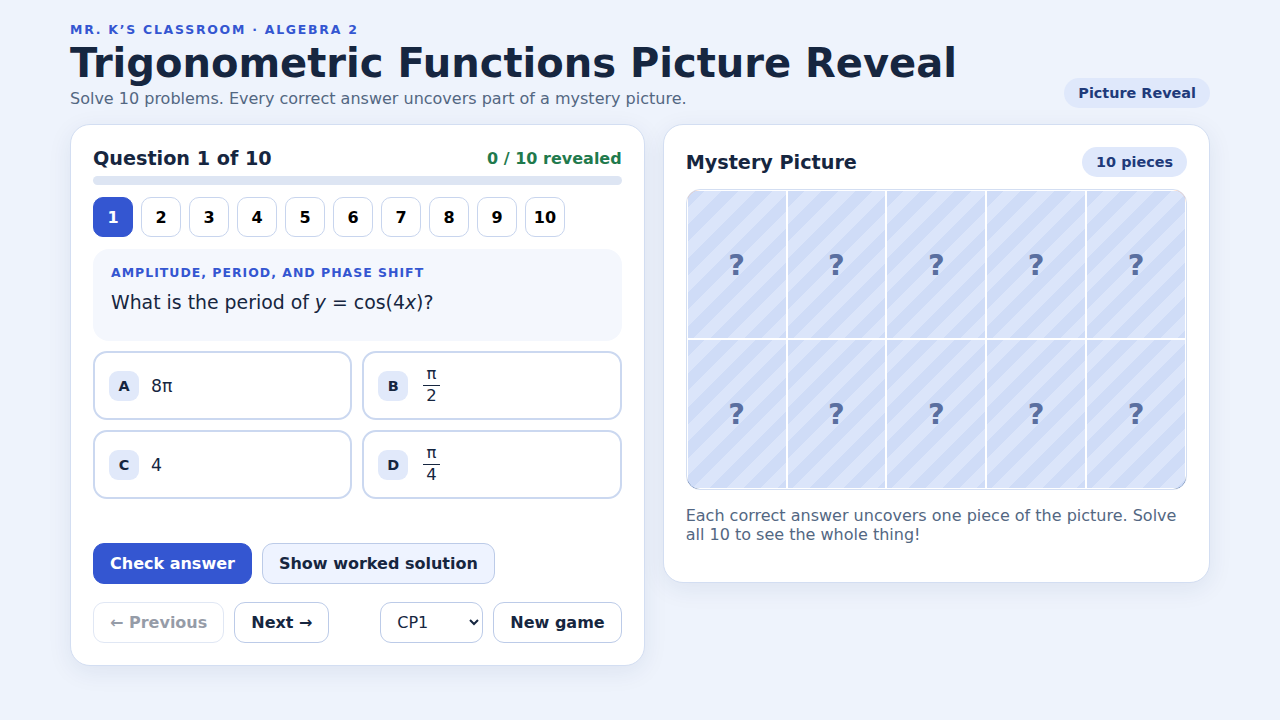 MR. K’S CLASSROOM · ALGEBRA 2
Trigonometric Functions Picture Reveal
Solve 10 problems. Every correct answer uncovers part of a mystery picture.
Picture Reveal
Question 1 of 10
0 / 10 revealed
1 2 3 4 5 6 7 8 9 10
AMPLITUDE, PERIOD, AND PHASE SHIFT
What is the period of y = cos(4x)?
A 8π
B π/2
C 4
D π/4
Check answer
Show worked solution
← Previous
Next →
CP1
New game
Mystery Picture
10 pieces
? ? ? ? ?
? ? ? ? ?
Each correct answer uncovers one piece of the picture. Solve
all 10 to see the whole thing!